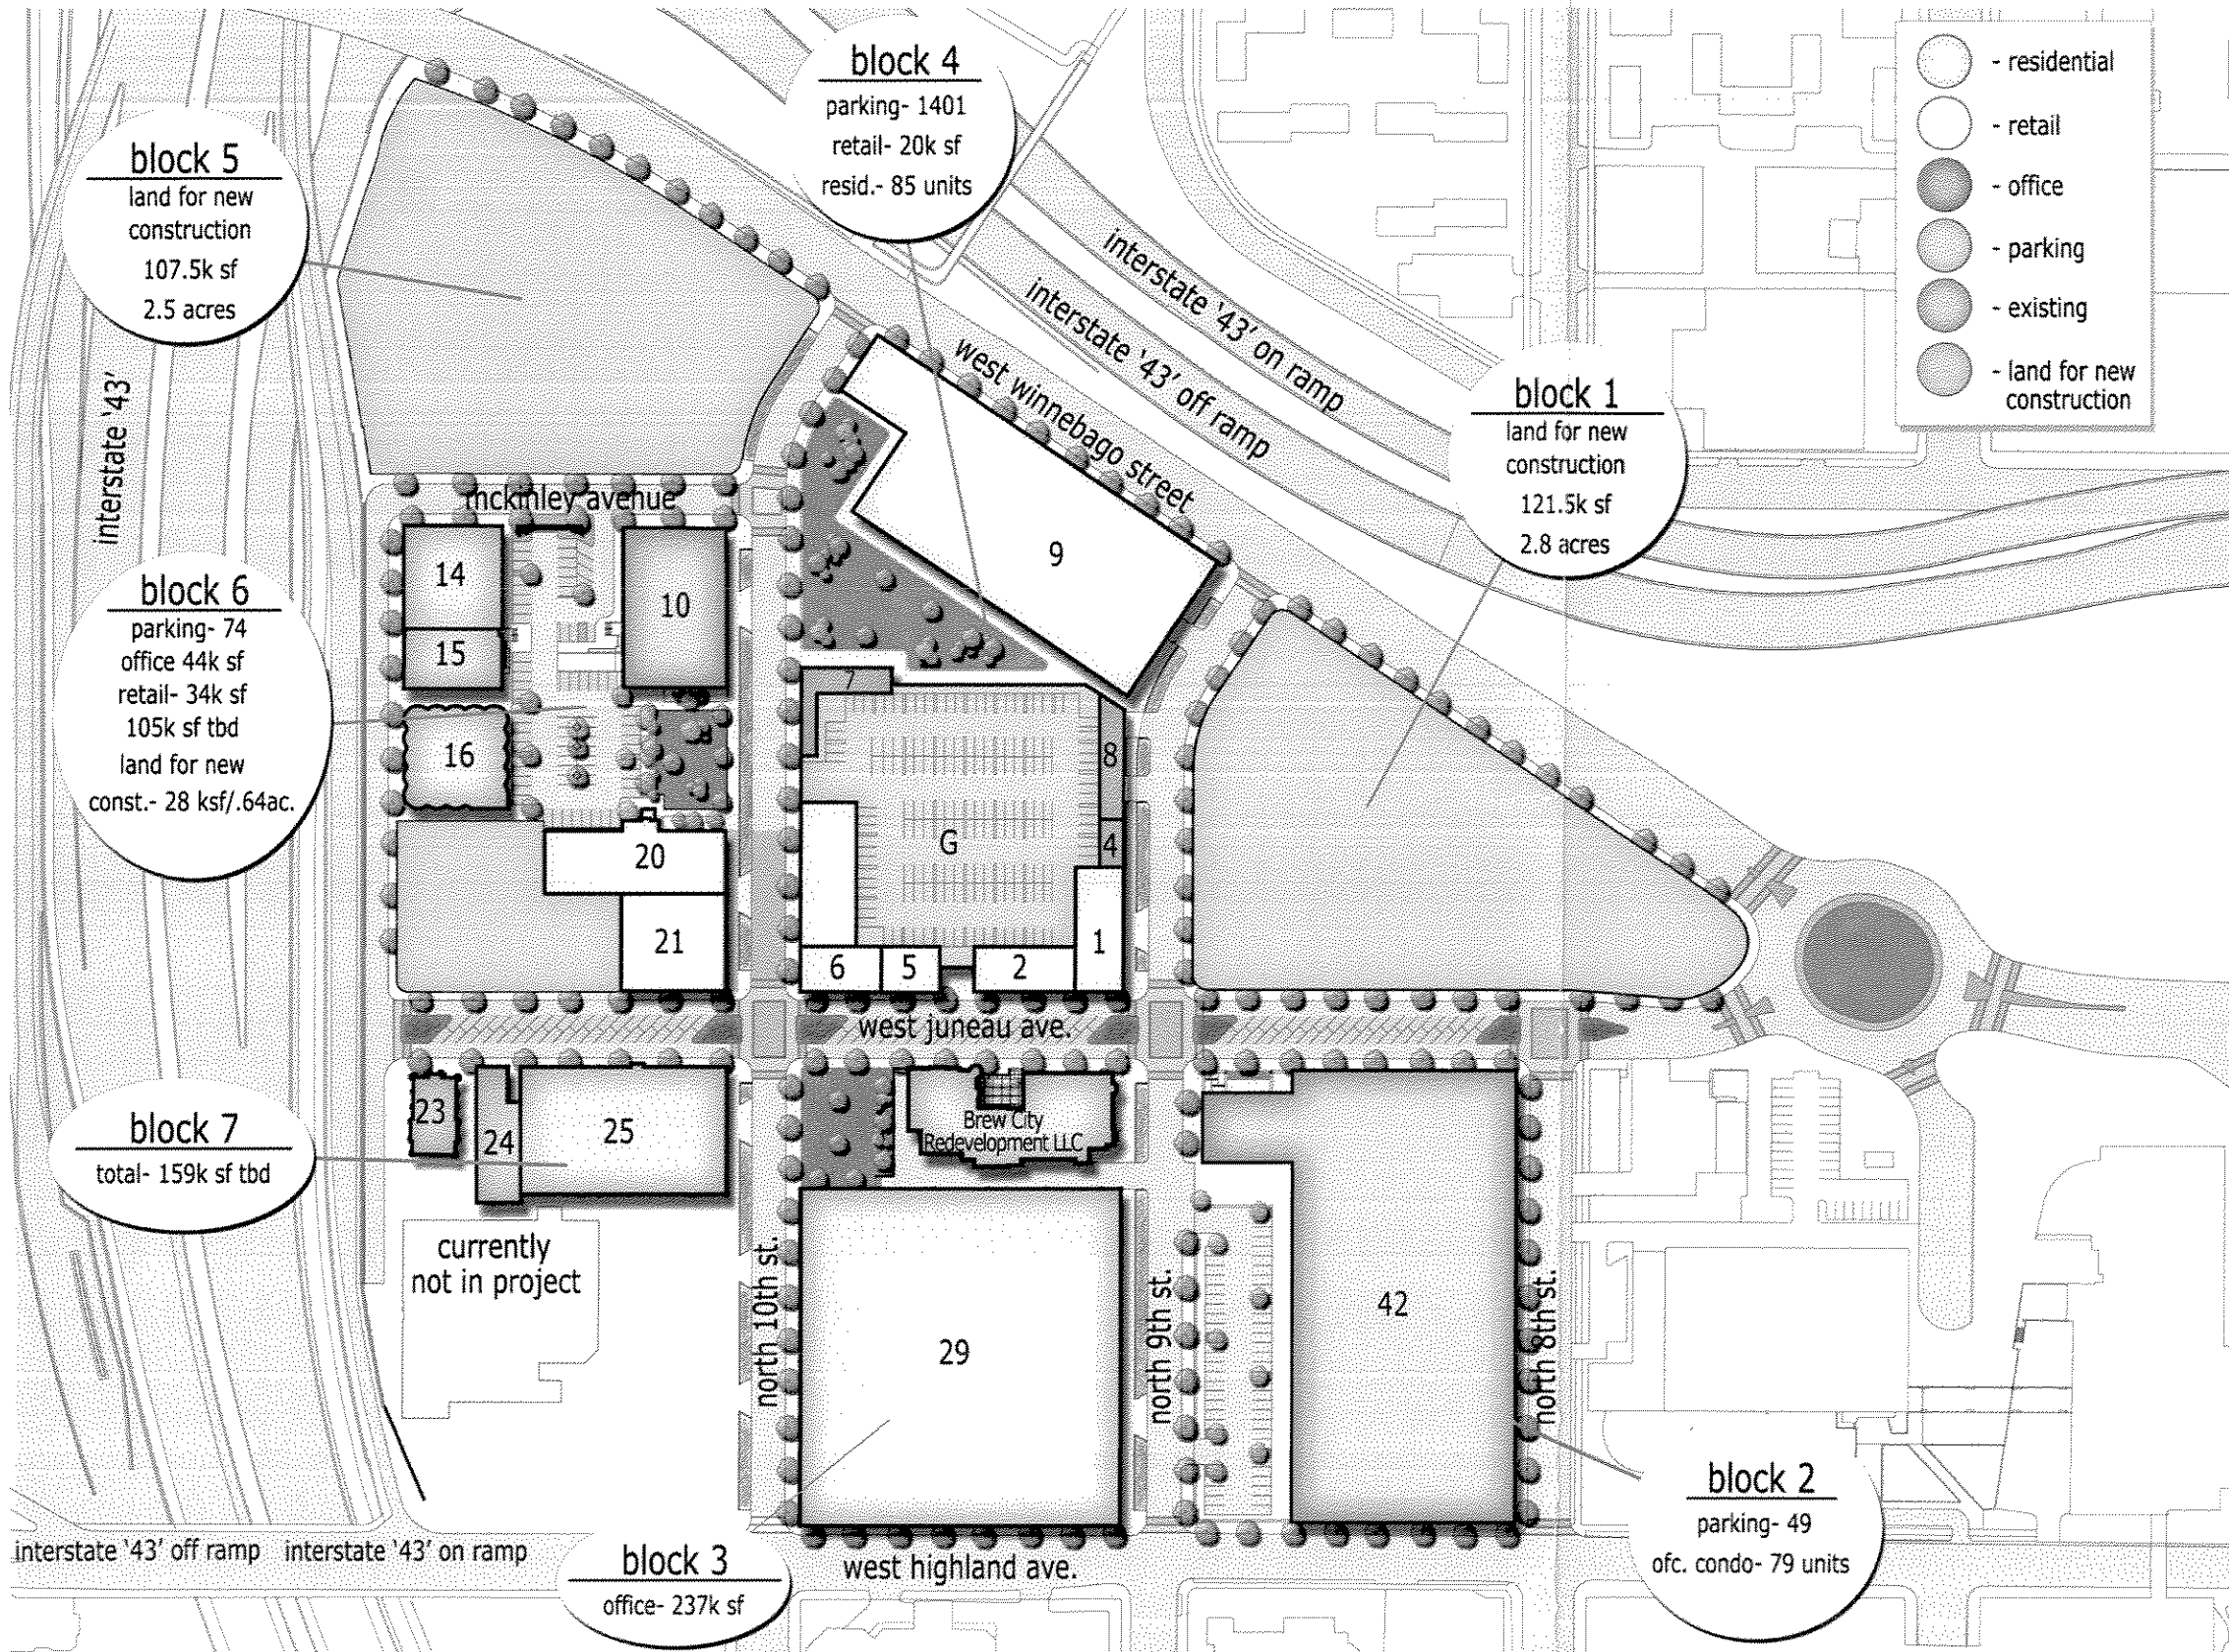 block 4
parking- 1401
retail- 20k sf
resid.- 85 units
- residential
- retail
- office
- parking
- existing
- land for new
construction
block 5
land for new
construction
107.5k sf
2.5 acres
interstate ‘43’ on ramp
interstate ‘43’ off ramp
west winnebago street
block 1
land for new
construction
121.5k sf
2.8 acres
interstate ‘43’
mckinley avenue
9
14
10
15
block 6
parking- 74
office 44k sf
retail- 34k sf
105k sf tbd
land for new
const.- 28 ksf/.64ac.
7
16
8
G
4
20
21
1
6
5
2
west juneau ave.
23
24
25
Brew City
Redevelopment LLC
block 7
total- 159k sf tbd
currently
not in project
north 10th st.
29
north 9th st.
42
north 8th st.
block 2
parking- 49
ofc. condo- 79 units
interstate ‘43’ off ramp
interstate ‘43’ on ramp
block 3
office- 237k sf
west highland ave.